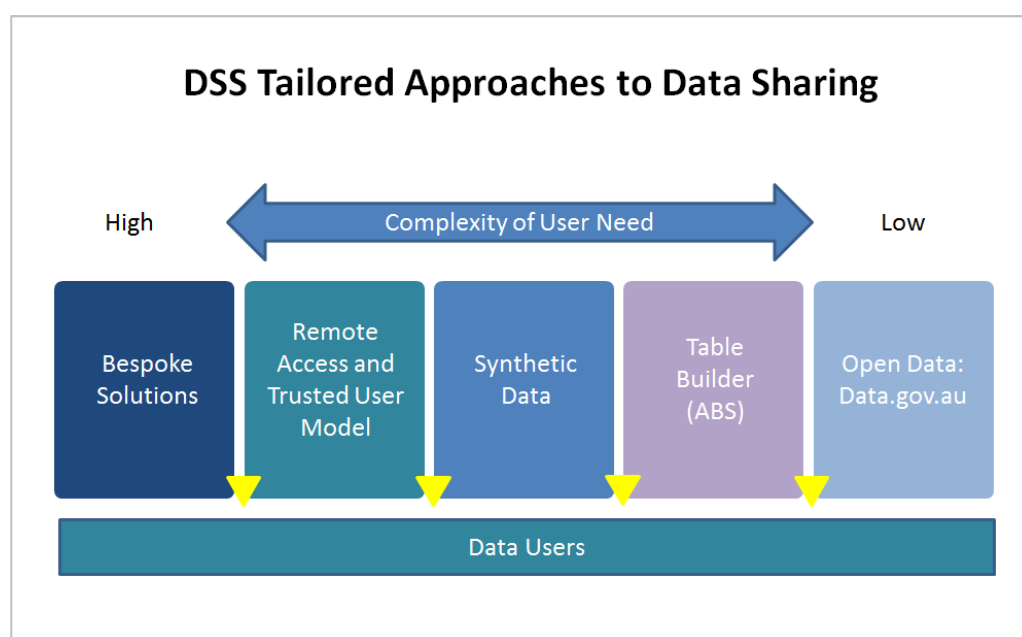 DSS Tailored Approaches to Data Sharing
High
Complexity of User Need
Low
Bespoke
Solutions
Remote
Access and
Trusted User
Model
Synthetic
Data
Table
Builder
(ABS)
Open Data:
Data.gov.au
Data Users